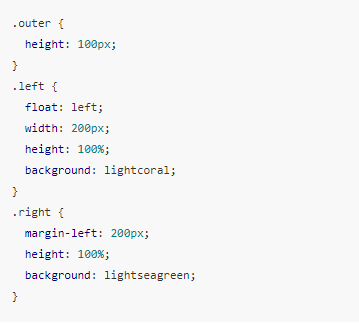 .outer {
  height: 100px;
}
.left {
  float: left;
  width: 200px;
  height: 100%;
  background: lightcoral;
}
.right {
  margin-left: 200px;
  height: 100%;
  background: lightseagreen;
}